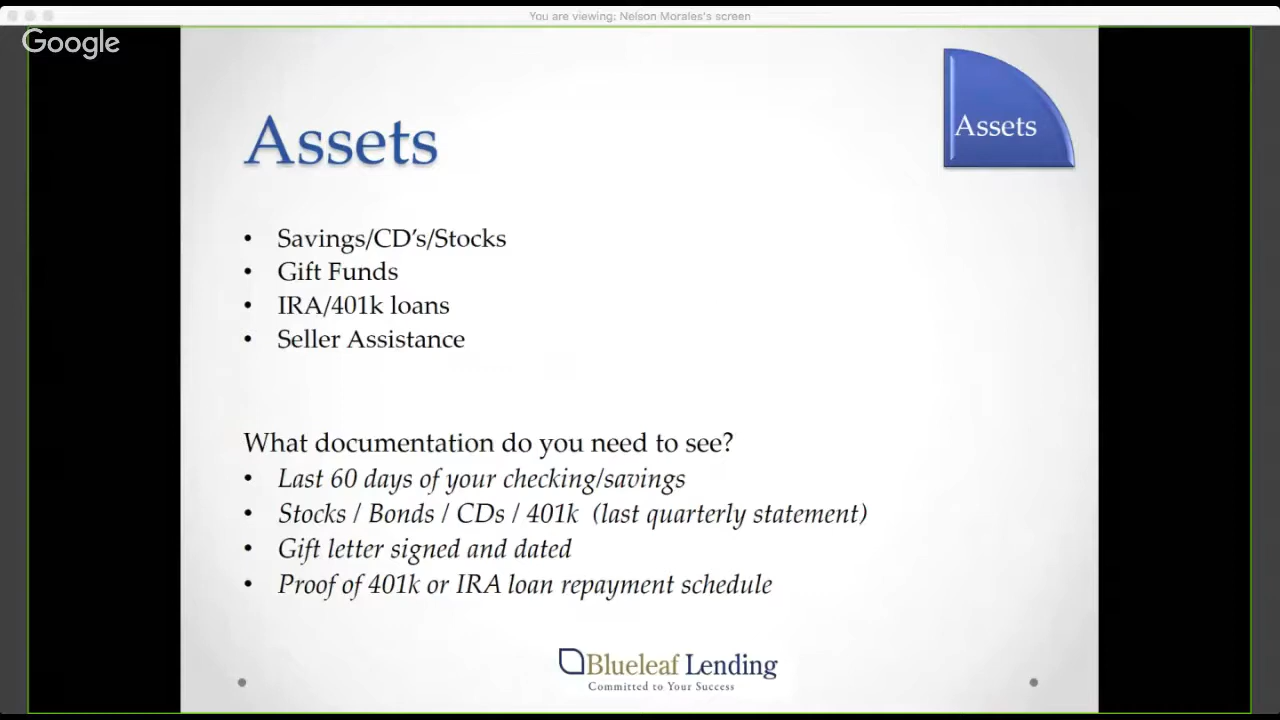 You are viewing: Nelson Morales's screen
Google
Assets
Assets
• Savings/CD's/Stocks
• Gift Funds
• IRA/401k loans
• Seller Assistance
What documentation do you need to see?
• Last 60 days of your checking/savings
• Stocks / Bonds / CDs / 401k (last quarterly statement)
• Gift letter signed and dated
• Proof of 401k or IRA loan repayment schedule
Blueleaf Lending
Committed to Your Success